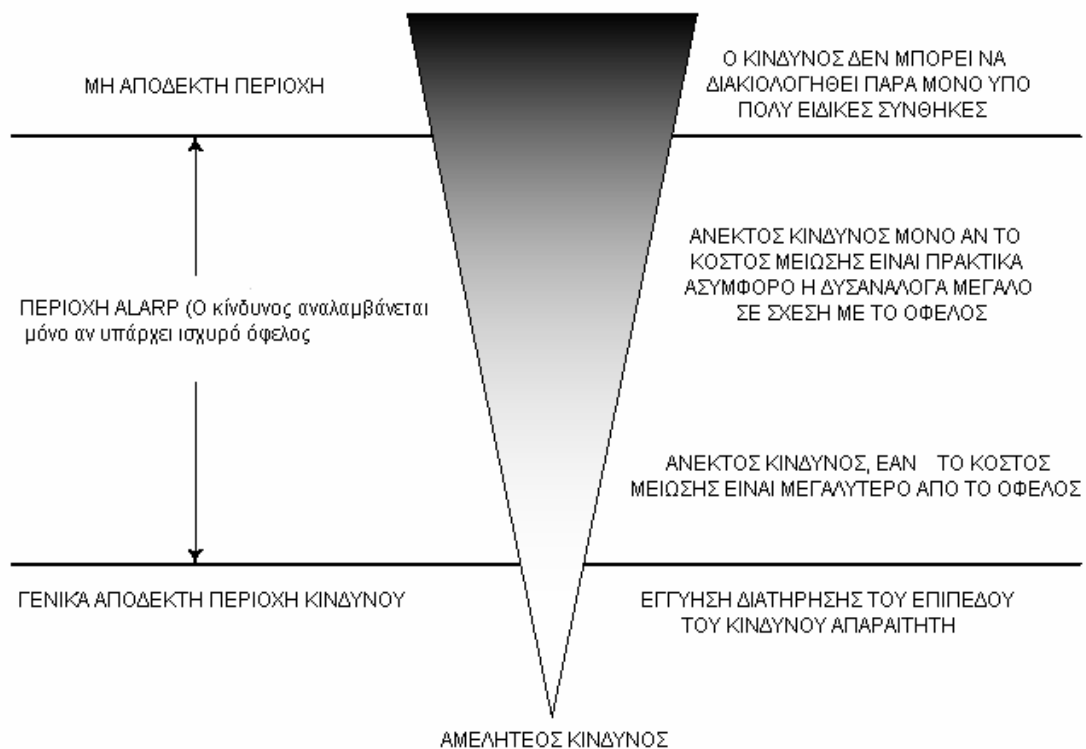 ΜΗ ΑΠΟΔΕΚΤΗ ΠΕΡΙΟΧΗ
Ο ΚΙΝΔΥΝΟΣ ΔΕΝ ΜΠΟΡΕΙ ΝΑ
ΔΙΑΚΙΟΛΟΓΗΘΕΙ ΠΑΡΑ ΜΟΝΟ ΥΠΟ
ΠΟΛΥ ΕΙΔΙΚΕΣ ΣΥΝΘΗΚΕΣ
ΠΕΡΙΟΧΗ ALARP (Ο κίνδυνος αναλαμβάνεται
μόνο αν υπάρχει ισχυρό όφελος
ΑΝΕΚΤΟΣ ΚΙΝΔΥΝΟΣ ΜΟΝΟ ΑΝ ΤΟ
ΚΟΣΤΟΣ ΜΕΙΩΣΗΣ ΕΙΝΑΙ ΠΡΑΚΤΙΚΑ
ΑΣΥΜΦΟΡΟ Η ΔΥΣΑΝΑΛΟΓΑ ΜΕΓΑΛΟ
ΣΕ ΣΧΕΣΗ ΜΕ ΤΟ ΟΦΕΛΟΣ
ΑΝΕΚΤΟΣ ΚΙΝΔΥΝΟΣ, ΕΑΝ ΤΟ ΚΟΣΤΟΣ
ΜΕΙΩΣΗΣ ΕΙΝΑΙ ΜΕΓΑΛΥΤΕΡΟ ΑΠΟ ΤΟ ΟΦΕΛΟΣ
ΓΕΝΙΚΆ ΑΠΟΔΕΚΤΗ ΠΕΡΙΟΧΗ ΚΙΝΔΥΝΟΥ
ΕΓΓΥΗΣΗ ΔΙΑΤΗΡΗΣΗΣ ΤΟΥ ΕΠΙΠΕΔΟΥ
ΤΟΥ ΚΙΝΔΥΝΟΥ ΑΠΑΡΑΙΤΗΤΗ
ΑΜΕΛΗΤΕΟΣ ΚΙΝΔΥΝΟΣ